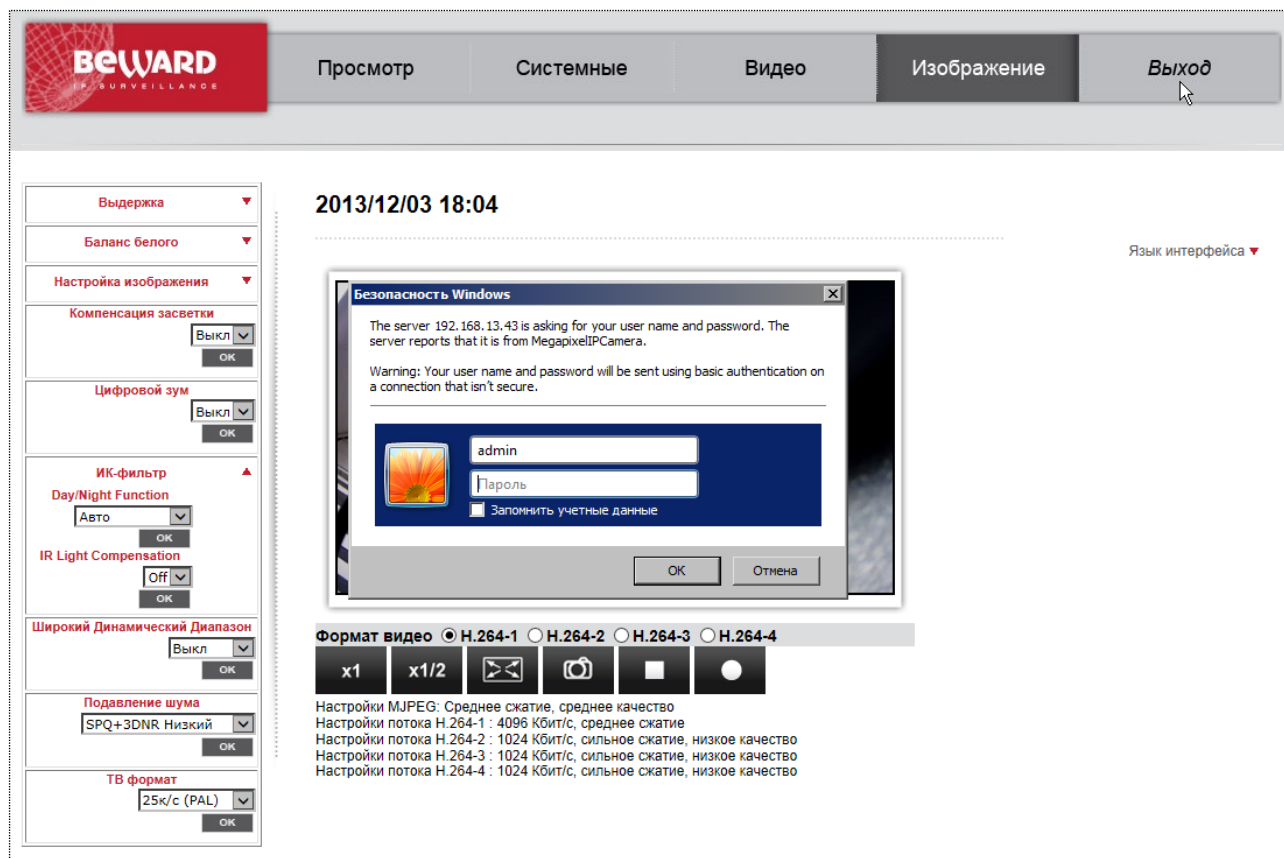 BEWARD
IP SURVEILLANCE
Просмотр
Системные
Видео
Изображение
Выход
Выдержка
Баланс белого
Настройка изображения
Компенсация засветки
Выкл
OK
Цифровой зум
Выкл
OK
ИК-фильтр
Day/Night Function
Авто
OK
IR Light Compensation
Off
OK
Широкий Динамический Диапазон
Выкл
OK
Подавление шума
SPQ+3DNR Низкий
OK
ТВ формат
25к/с (PAL)
OK
2013/12/03 18:04
Язык интерфейса
Безопасность Windows
The server 192.168.13.43 is asking for your user name and password. The
server reports that it is from MegapixelIPCamera.
Warning: Your user name and password will be sent using basic authentication on
a connection that isn't secure.
admin
Пароль
Запомнить учетные данные
OK
Отмена
Формат видео H.264-1 H.264-2 H.264-3 H.264-4
x1
x1/2
Настройки MJPEG: Среднее сжатие, среднее качество
Настройки потока H.264-1 : 4096 Кбит/с, среднее сжатие
Настройки потока H.264-2 : 1024 Кбит/с, сильное сжатие, низкое качество
Настройки потока H.264-3 : 1024 Кбит/с, сильное сжатие, низкое качество
Настройки потока H.264-4 : 1024 Кбит/с, сильное сжатие, низкое качество